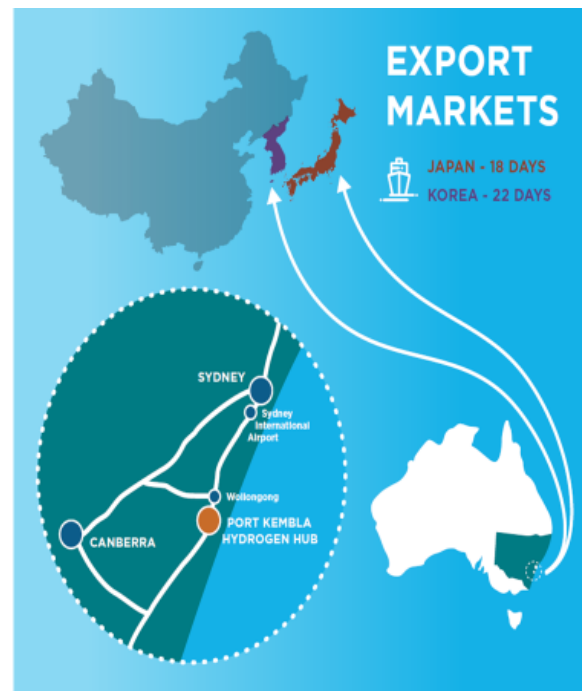 EXPORT
MARKETS
JAPAN - 18 DAYS
KOREA - 22 DAYS
SYDNEY
Sydney
International
Airport
Wollongong
PORT KEMBLA
HYDROGEN HUB
CANBERRA